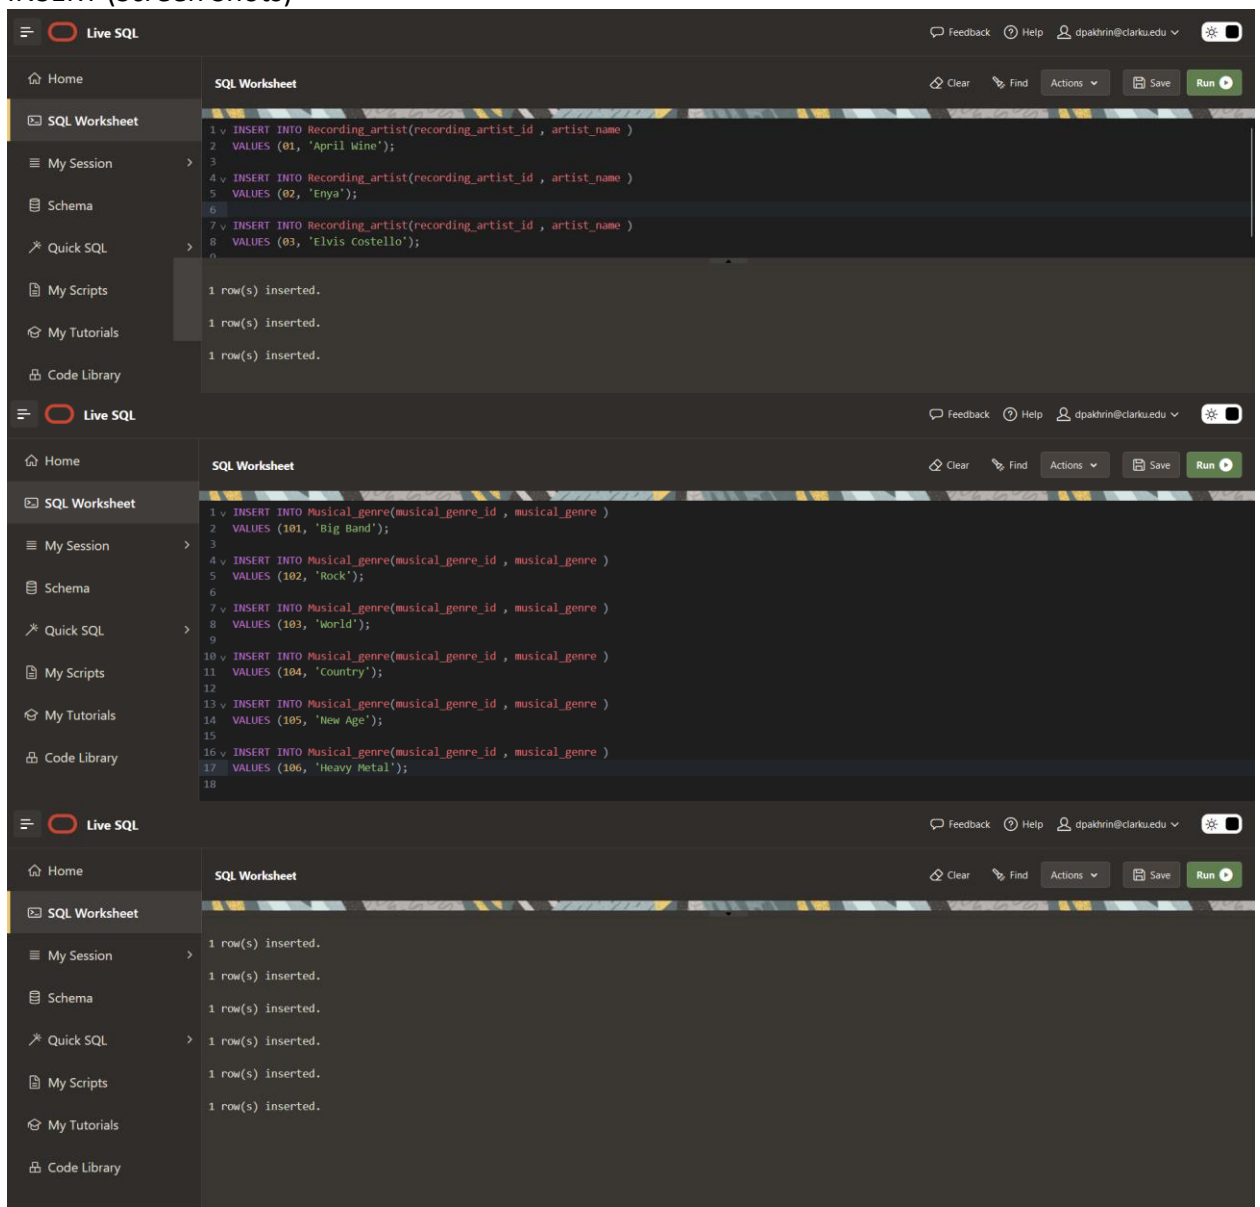 INSERT (Screen Shots)
Live SQL
Feedback Help dpakhrin@clarku.edu
Home
SQL Worksheet
Clear Find Actions Save Run
SQL Worksheet
My Session
Schema
Quick SQL
My Scripts
My Tutorials
Code Library
1 INSERT INTO Recording_artist(recording_artist_id , artist_name )
2 VALUES (01, 'April Wine');
3
4 INSERT INTO Recording_artist(recording_artist_id , artist_name )
5 VALUES (02, 'Enya');
6
7 INSERT INTO Recording_artist(recording_artist_id , artist_name )
8 VALUES (03, 'Elvis Costello');
1 row(s) inserted.
1 row(s) inserted.
1 row(s) inserted.
Live SQL
Feedback Help dpakhrin@clarku.edu
Home
SQL Worksheet
Clear Find Actions Save Run
SQL Worksheet
My Session
Schema
Quick SQL
My Scripts
My Tutorials
Code Library
1 INSERT INTO Musical_genre(musical_genre_id , musical_genre )
2 VALUES (101, 'Big Band');
3
4 INSERT INTO Musical_genre(musical_genre_id , musical_genre )
5 VALUES (102, 'Rock');
6
7 INSERT INTO Musical_genre(musical_genre_id , musical_genre )
8 VALUES (103, 'World');
9
10 INSERT INTO Musical_genre(musical_genre_id , musical_genre )
11 VALUES (104, 'Country');
12
13 INSERT INTO Musical_genre(musical_genre_id , musical_genre )
14 VALUES (105, 'New Age');
15
16 INSERT INTO Musical_genre(musical_genre_id , musical_genre )
17 VALUES (106, 'Heavy Metal');
18
Live SQL
Feedback Help dpakhrin@clarku.edu
Home
SQL Worksheet
Clear Find Actions Save Run
SQL Worksheet
My Session
Schema
Quick SQL
My Scripts
My Tutorials
Code Library
1 row(s) inserted.
1 row(s) inserted.
1 row(s) inserted.
1 row(s) inserted.
1 row(s) inserted.
1 row(s) inserted.